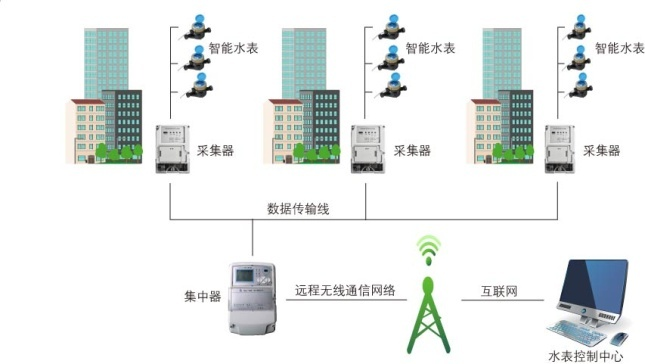 智能水表
智能水表
智能水表
采集器
采集器
采集器
数据传输线
集中器
远程无线通信网络
互联网
水表控制中心